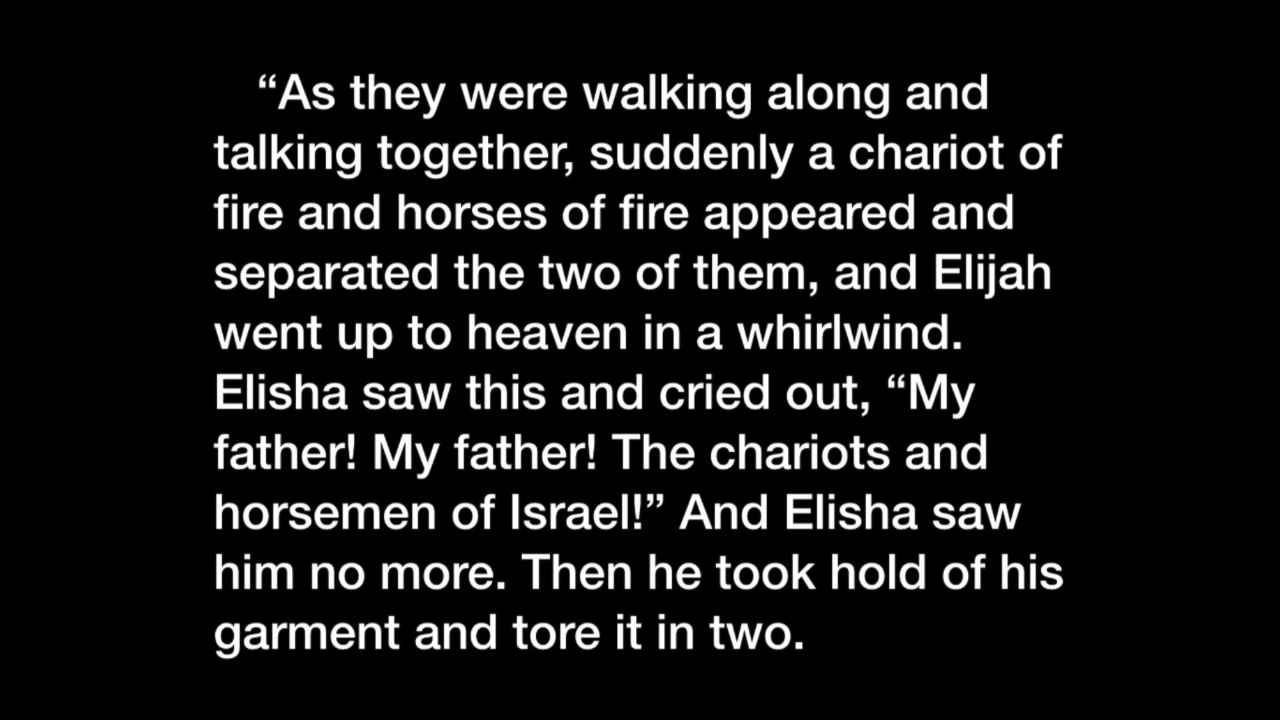 “As they were walking along and
talking together, suddenly a chariot of
fire and horses of fire appeared and
separated the two of them, and Elijah
went up to heaven in a whirlwind.
Elisha saw this and cried out, “My
father! My father! The chariots and
horsemen of Israel!” And Elisha saw
him no more. Then he took hold of his
garment and tore it in two.